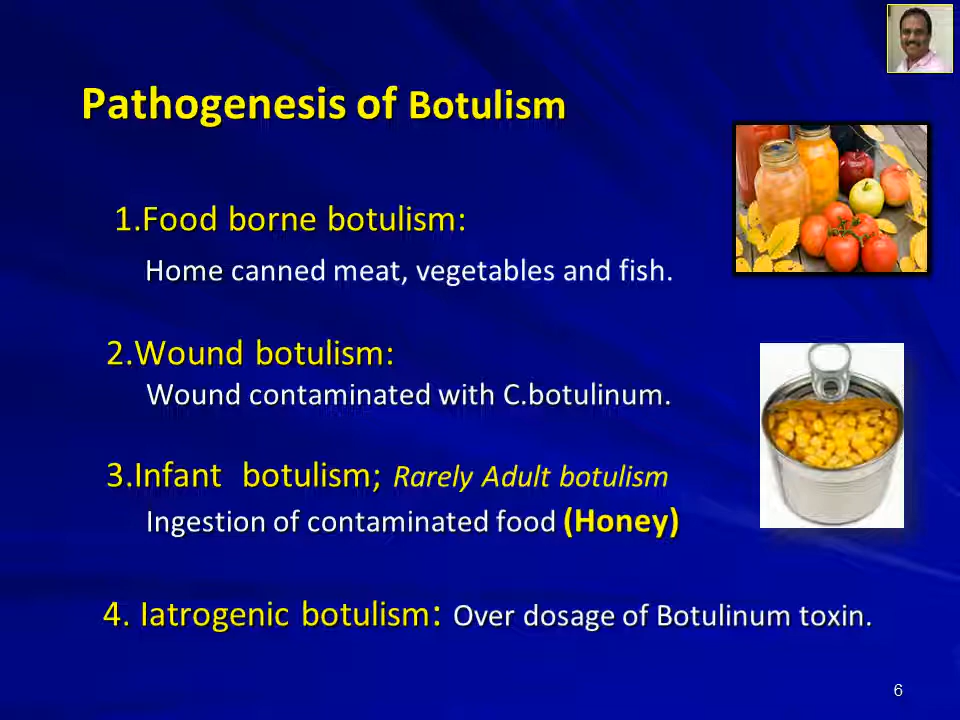 Pathogenesis of Botulism
1.Food borne botulism:
Home canned meat, vegetables and fish.
2.Wound botulism:
Wound contaminated with C.botulinum.
3.Infant botulism; Rarely Adult botulism
Ingestion of contaminated food (Honey)
4. Iatrogenic botulism: Over dosage of Botulinum toxin.
6